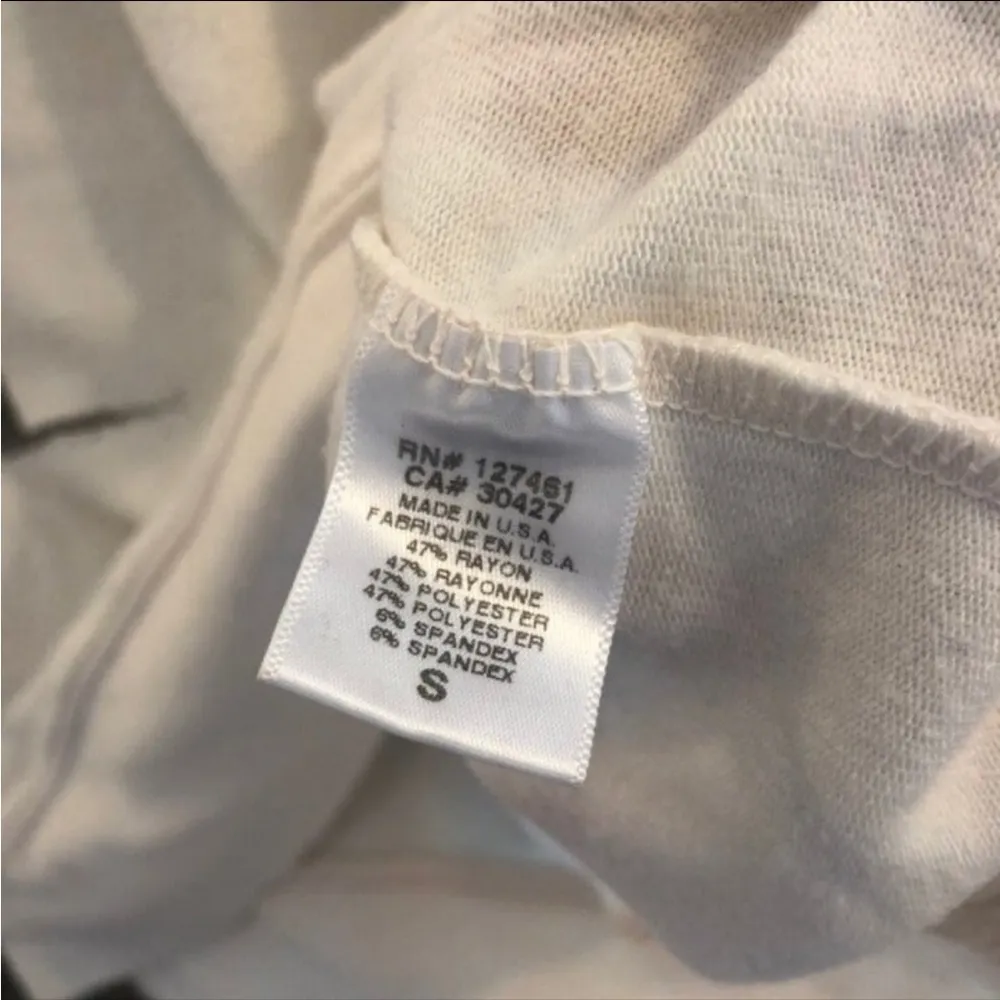 RN# 127461
CA# 30427
MADE IN U.S.A.
FABRIQUE EN U.S.A.
47% RAYON
47% RAYONNE
47% POLYESTER
47% POLYESTER
6% SPANDEX
6% SPANDEX
S